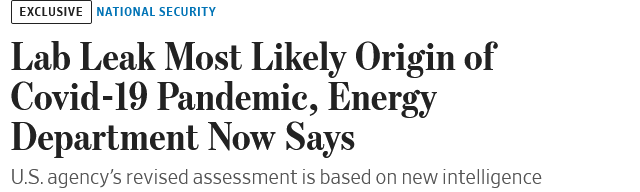 EXCLUSIVE NATIONAL SECURITY
Lab Leak Most Likely Origin of
Covid-19 Pandemic, Energy
Department Now Says
U.S. agency's revised assessment is based on new intelligence